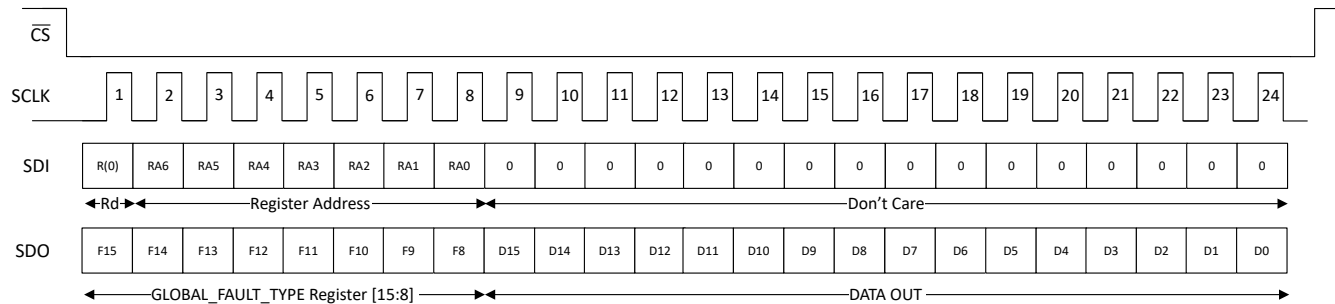 CS
SCLK 1 2 3 4 5 6 7 8 9 10 11 12 13 14 15 16 17 18 19 20 21 22 23 24
SDI R(0) RA6 RA5 RA4 RA3 RA2 RA1 RA0 0 0 0 0 0 0 0 0 0 0 0 0 0 0 0 0
Rd Register Address Don't Care
SDO F15 F14 F13 F12 F11 F10 F9 F8 D15 D14 D13 D12 D11 D10 D9 D8 D7 D6 D5 D4 D3 D2 D1 D0
GLOBAL_FAULT_TYPE Register [15:8] DATA OUT